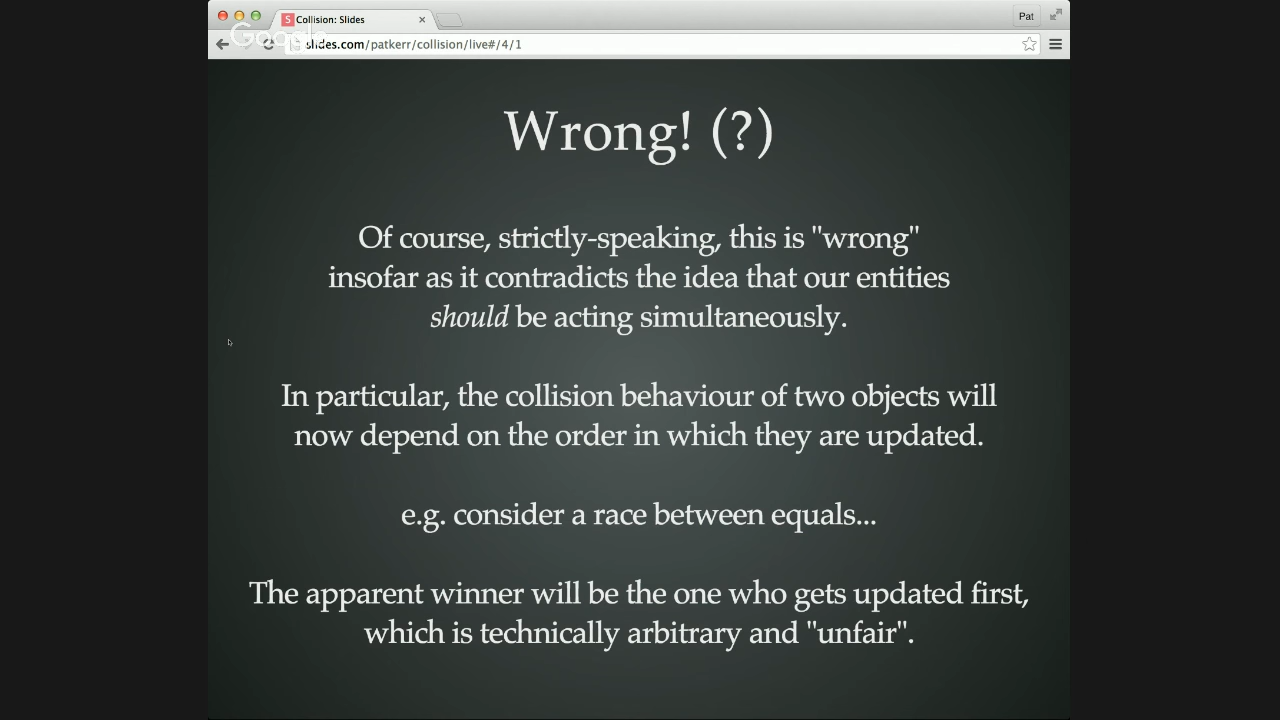 Collision: Slides
Pat
Google
slides.com/patkerr/collision/live#/4/1
Wrong! (?)
Of course, strictly-speaking, this is "wrong"
insofar as it contradicts the idea that our entities
should be acting simultaneously.
In particular, the collision behaviour of two objects will
now depend on the order in which they are updated.
e.g. consider a race between equals...
The apparent winner will be the one who gets updated first,
which is technically arbitrary and "unfair".